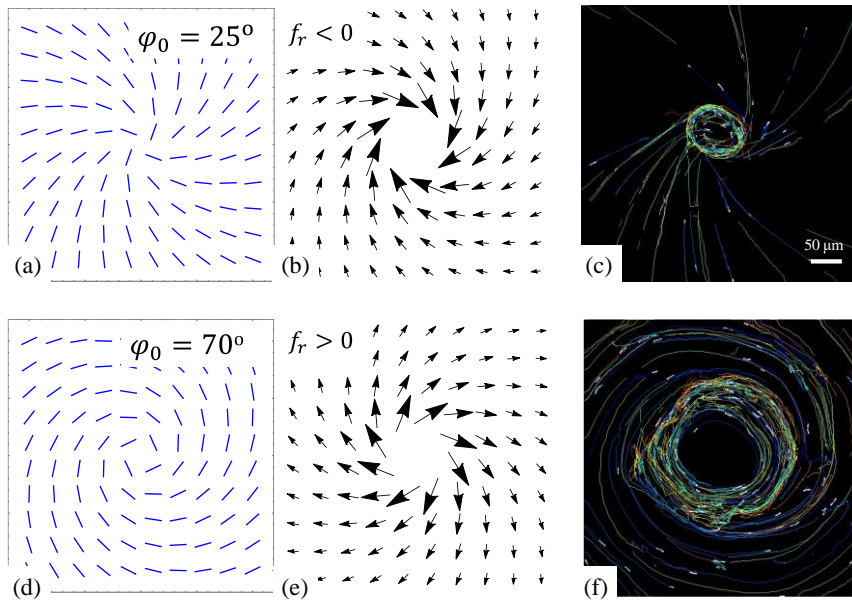 φ₀ = 25°
fᵣ < 0
50 μm
(a)
(b)
(c)
φ₀ = 70°
fᵣ > 0
(d)
(e)
(f)